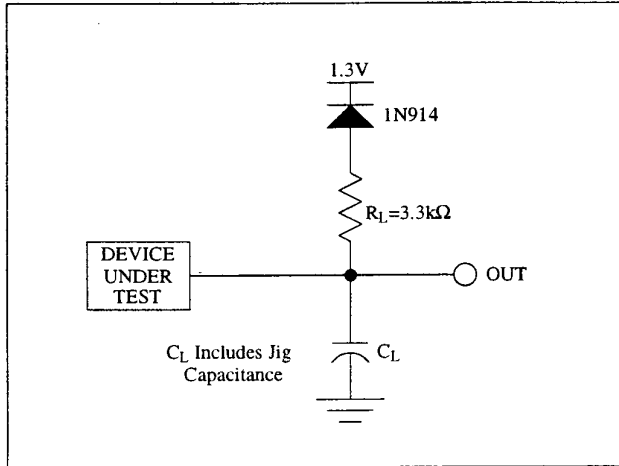 1.3V
1N914
R_L=3.3kΩ
DEVICE
UNDER
TEST
OUT
C_L Includes Jig
Capacitance
C_L